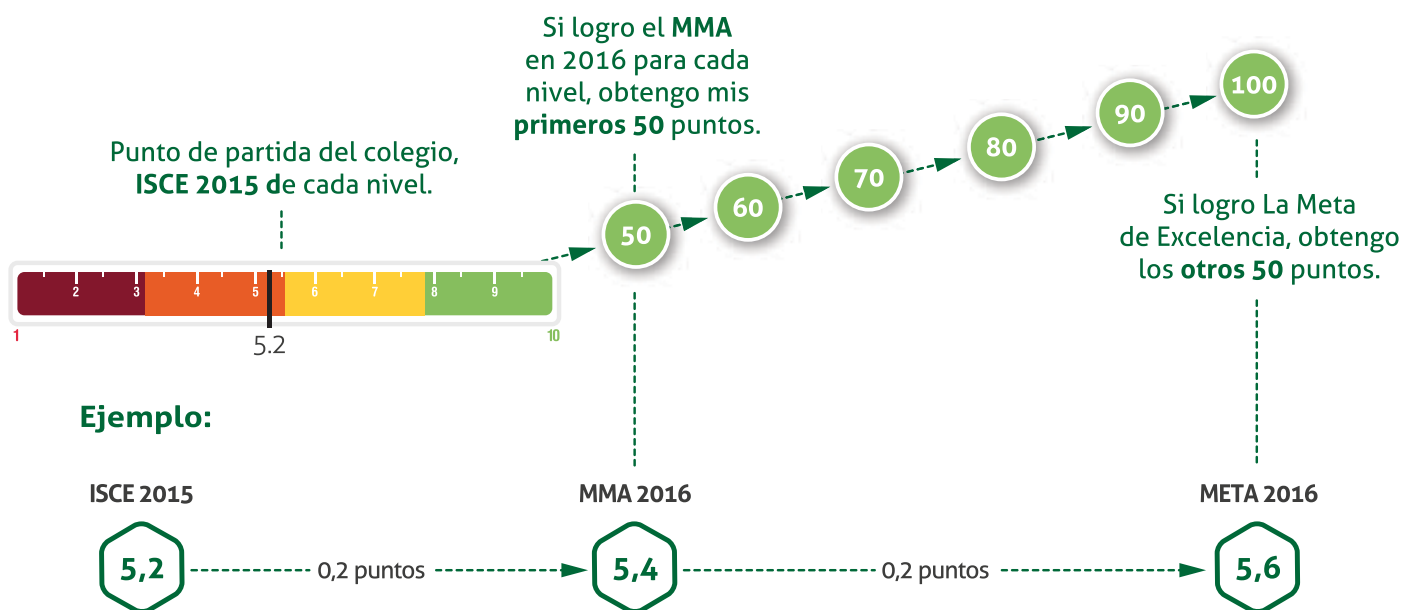 Si logro el MMA
en 2016 para cada
nivel, obtengo mis
primeros 50 puntos.
Punto de partida del colegio,
ISCE 2015 de cada nivel.
50
60
70
80
90
100
Si logro La Meta
de Excelencia, obtengo
los otros 50 puntos.
2 3 4 5 6 7 8 9
1 10
5.2
Ejemplo:
ISCE 2015
MMA 2016
META 2016
5,2
0,2 puntos
5,4
0,2 puntos
5,6